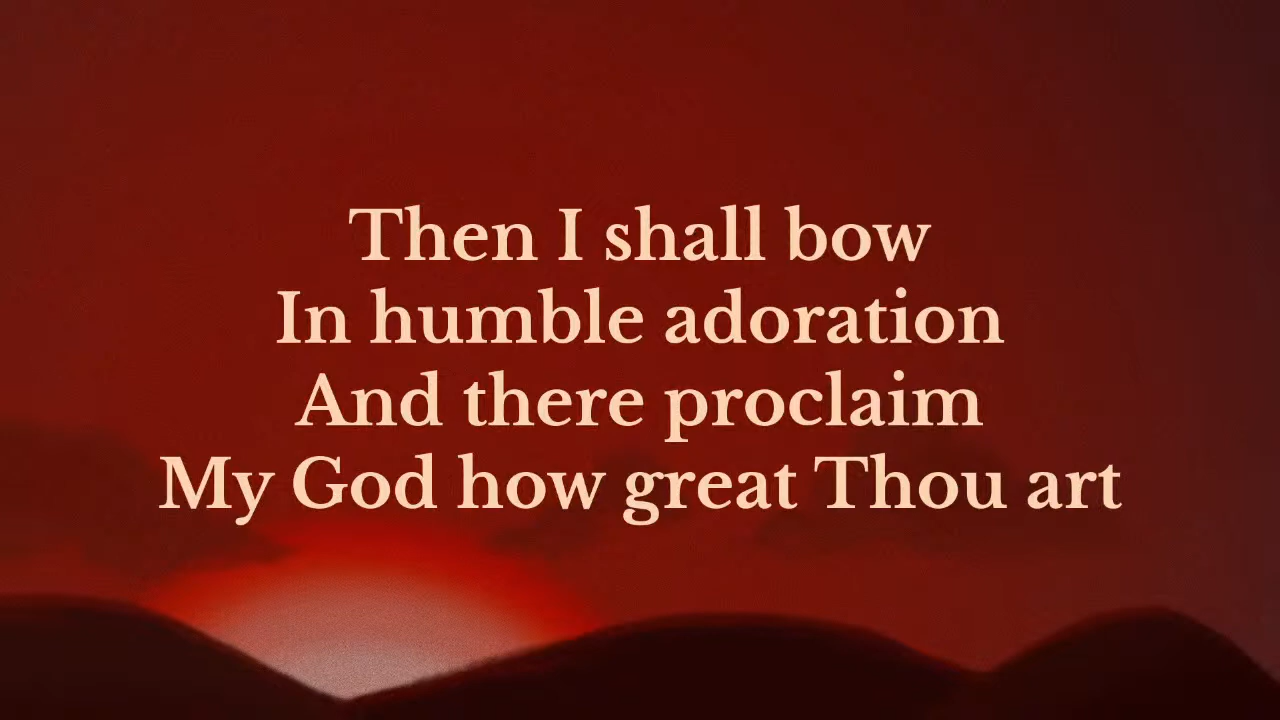 Then I shall bow
In humble adoration
And there proclaim
My God how great Thou art